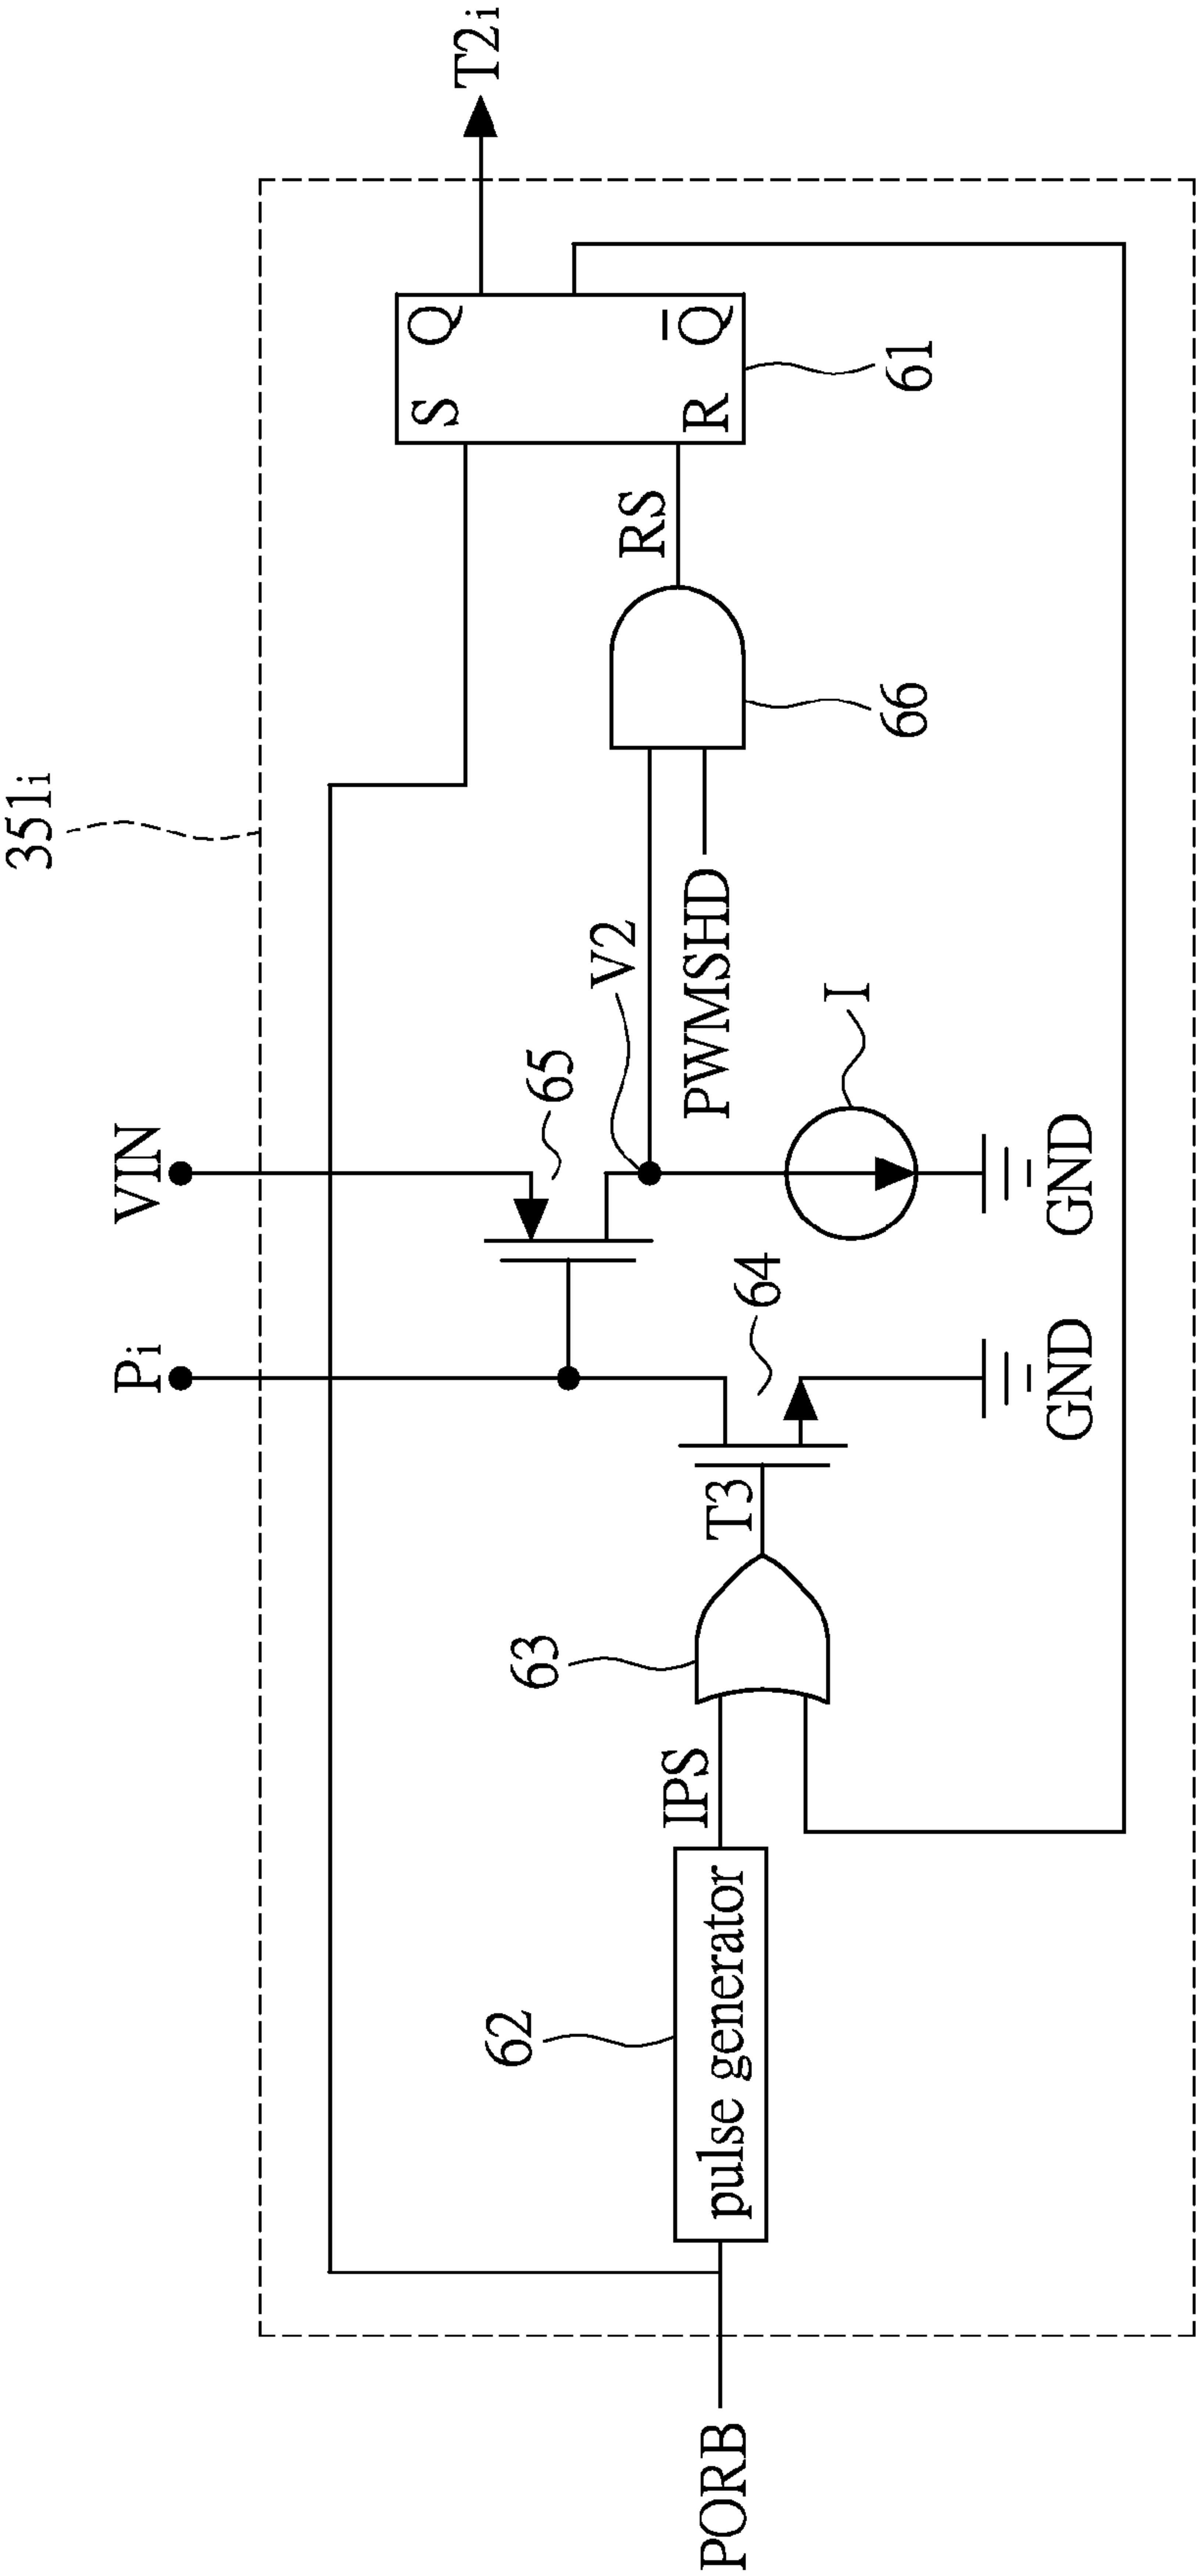 351i
Pi
VIN
PORB
62
pulse generator
IPS
63
T3
64
GND
65
V2
I
GND
PWMSHD
66
RS
S
Q
R
Q̅
61
T2i